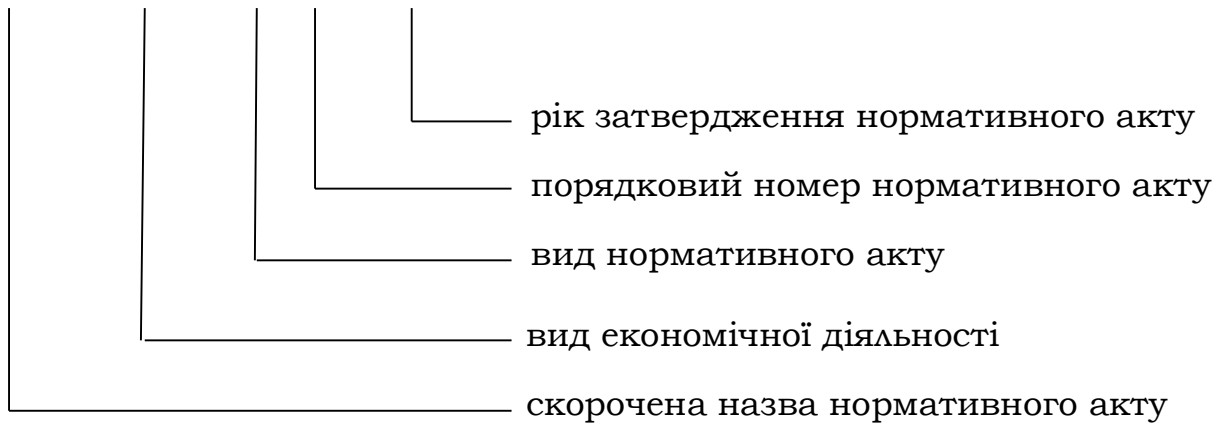 рік затвердження нормативного акту
порядковий номер нормативного акту
вид нормативного акту
вид економічної діяльності
скорочена назва нормативного акту